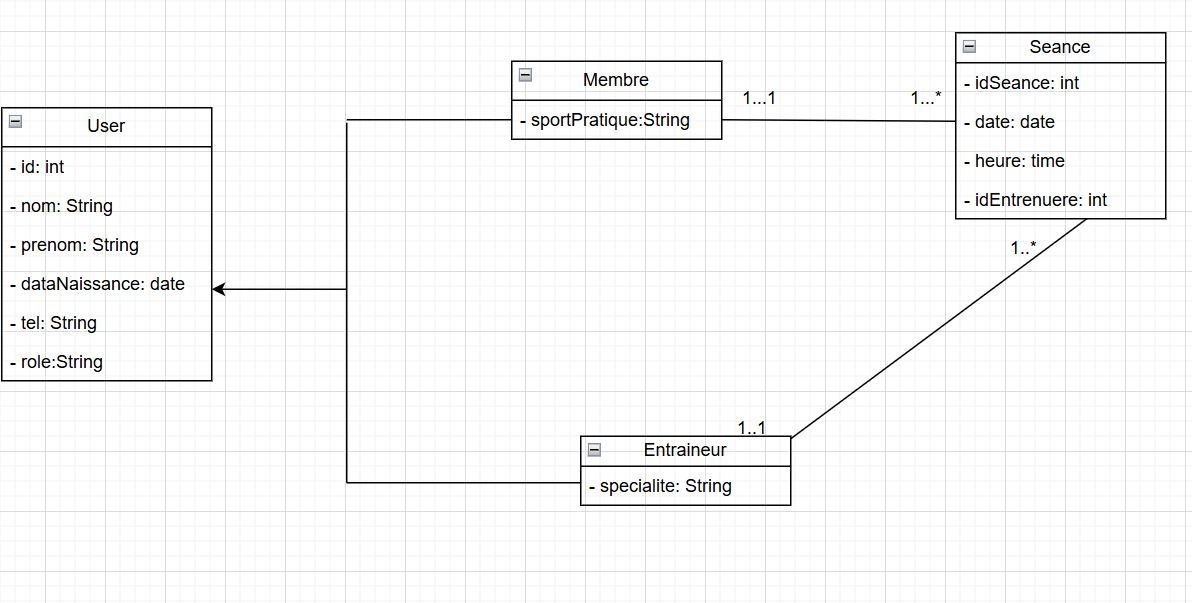 User
- id: int
- nom: String
- prenom: String
- dataNaissance: date
- tel: String
- role:String
Membre
- sportPratique:String
1...1
1...*
Seance
- idSeance: int
- date: date
- heure: time
- idEntrenuere: int
1..*
1..1
Entraineur
- specialite: String